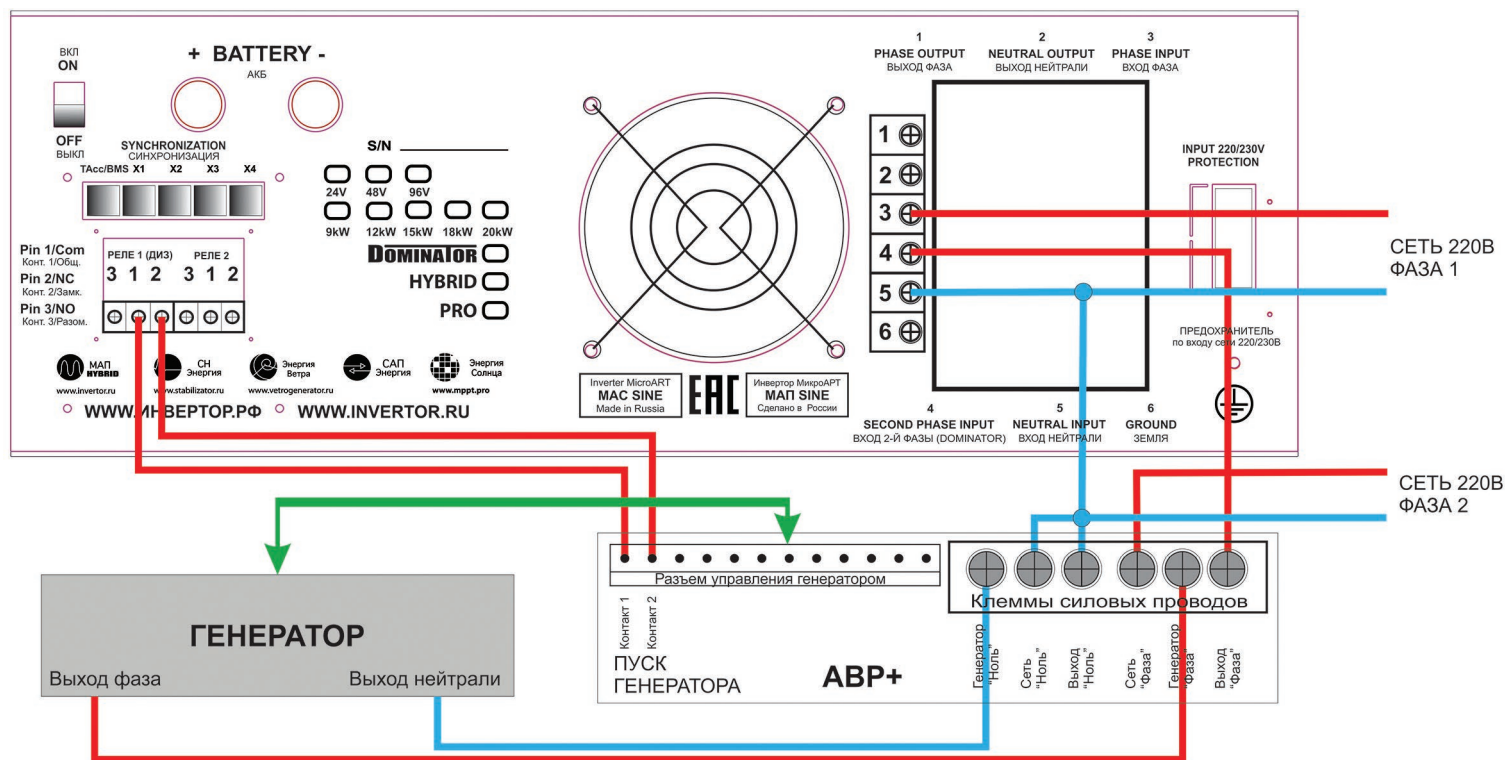 1
2
3
PHASE OUTPUT
ВЫХОД ФАЗА
NEUTRAL OUTPUT
ВЫХОД НЕЙТРАЛИ
PHASE INPUT
ВХОД ФАЗА
ВКЛ
ON
+ BATTERY -
АКБ
OFF
ВЫКЛ
SYNCHRONIZATION
СИНХРОНИЗАЦИЯ
TAcc/BMS X1 X2 X3 X4
S/N
24V 48V 96V
9kW 12kW 15kW 18kW 20kW
DOMINATOR
HYBRID
PRO
Pin 1/Com
Конт. 1/Общ.
Pin 2/NC
Конт. 2/Замк.
Pin 3/NO
Конт. 3/Разом.
РЕЛЕ 1 (ДИЗ) РЕЛЕ 2
3 1 2 3 1 2
1
2
3
4
5
6
INPUT 220/230V
PROTECTION
ПРЕДОХРАНИТЕЛЬ
по входу сети 220/230В
СЕТЬ 220В
ФАЗА 1
МАП
HYBRID
www.invertor.ru
СН
Энергия
www.stabilizator.ru
Энергия
Ветра
www.vetrogenerator.ru
САП
Энергия
Энергия
Солнца
www.mppt.pro
WWW.ИНВЕРТОР.РФ WWW.INVERTOR.RU
Inverter MicroART
MAC SINE
Made in Russia
EAC
Инвертор МикроАРТ
МАП SINE
Сделано в России
4
5
6
SECOND PHASE INPUT
ВХОД 2-Й ФАЗЫ (DOMINATOR)
NEUTRAL INPUT
ВХОД НЕЙТРАЛИ
GROUND
ЗЕМЛЯ
СЕТЬ 220В
ФАЗА 2
Разъем управления генератором
Клеммы силовых проводов
Контакт 1
Контакт 2
ПУСК
ГЕНЕРАТОРА
АВР+
Генератор
"Ноль"
Сеть
"Ноль"
Выход
"Ноль"
Сеть
"Фаза"
Генератор
"Фаза"
Выход
"Фаза"
ГЕНЕРАТОР
Выход фаза
Выход нейтрали